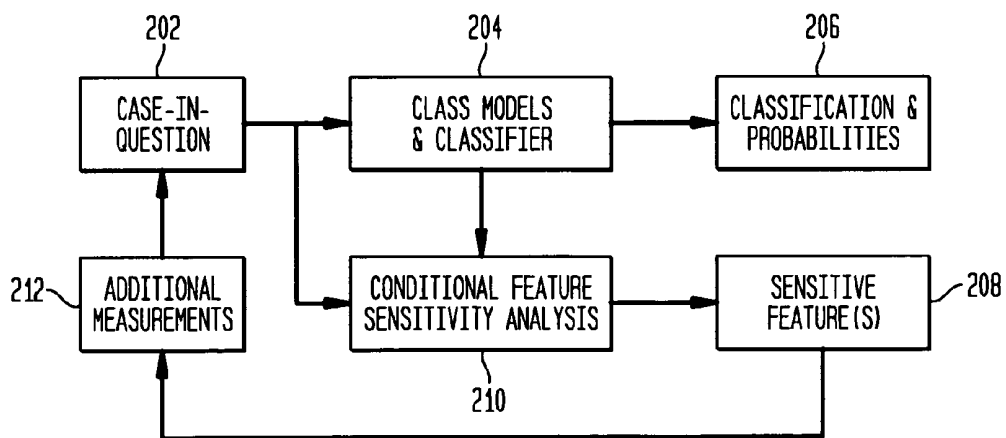 202
204
206
CASE-IN-
QUESTION
CLASS MODELS
& CLASSIFIER
CLASSIFICATION &
PROBABILITIES
212
ADDITIONAL
MEASUREMENTS
CONDITIONAL FEATURE
SENSITIVITY ANALYSIS
SENSITIVE
FEATURE(S)
208
210